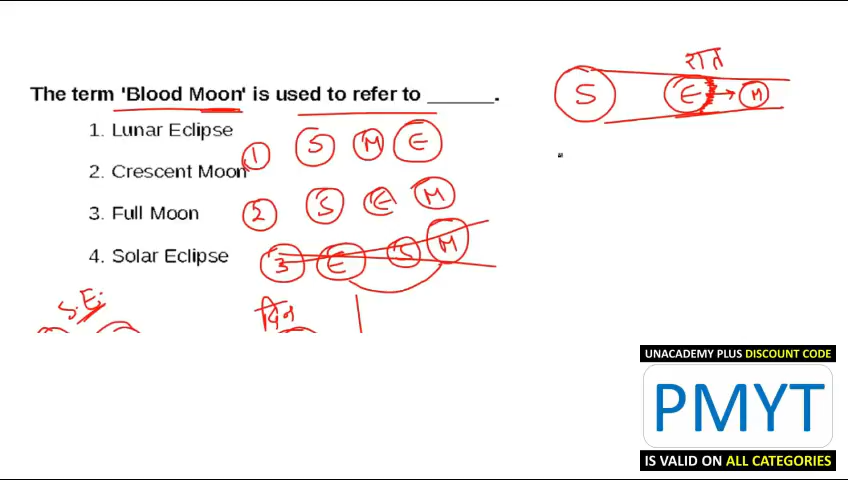 The term 'Blood Moon' is used to refer to ______.
1. Lunar Eclipse
2. Crescent Moon
3. Full Moon
4. Solar Eclipse
1 S M E
2 S E M
3 E S M
S.E.
दिन
रात
S E M
UNACADEMY PLUS DISCOUNT CODE
PMYT
IS VALID ON ALL CATEGORIES